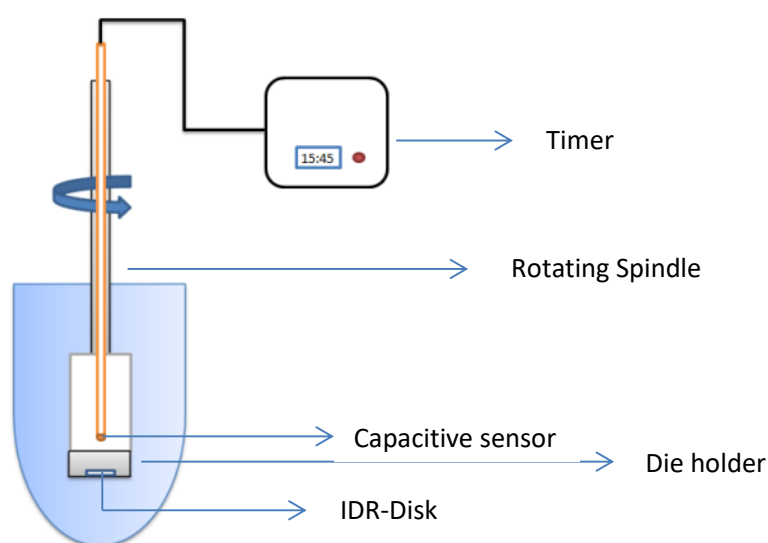 15:45
Timer
Rotating Spindle
Capacitive sensor
Die holder
IDR-Disk